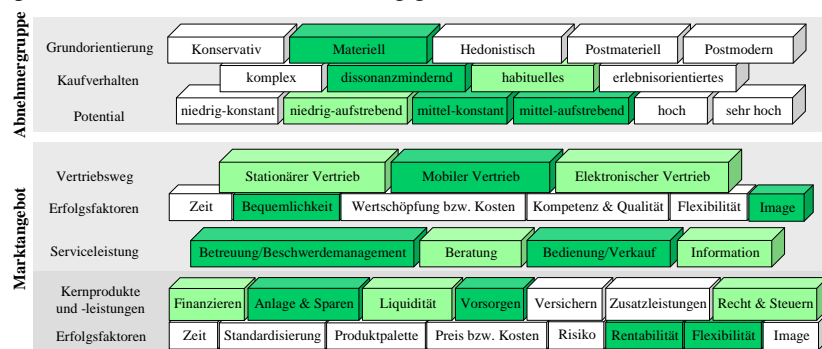 Abnehmergruppe
Grundorientierung Konservativ Materiell Hedonistisch Postmateriell Postmodern
Kaufverhalten komplex dissonanzmindernd habituelles erlebnisorientiertes
Potential niedrig-konstant niedrig-aufstrebend mittel-konstant mittel-aufstrebend hoch sehr hoch
Marktangebot
Vertriebsweg Stationärer Vertrieb Mobiler Vertrieb Elektronischer Vertrieb
Erfolgsfaktoren Zeit Bequemlichkeit Wertschöpfung bzw. Kosten Kompetenz & Qualität Flexibilität Image
Serviceleistung Betreuung/Beschwerdemanagement Beratung Bedienung/Verkauf Information
Kernprodukte
und -leistungen Finanzieren Anlage & Sparen Liquidität Vorsorgen Versichern Zusatzleistungen Recht & Steuern
Erfolgsfaktoren Zeit Standardisierung Produktpalette Preis bzw. Kosten Risiko Rentabilität Flexibilität Image